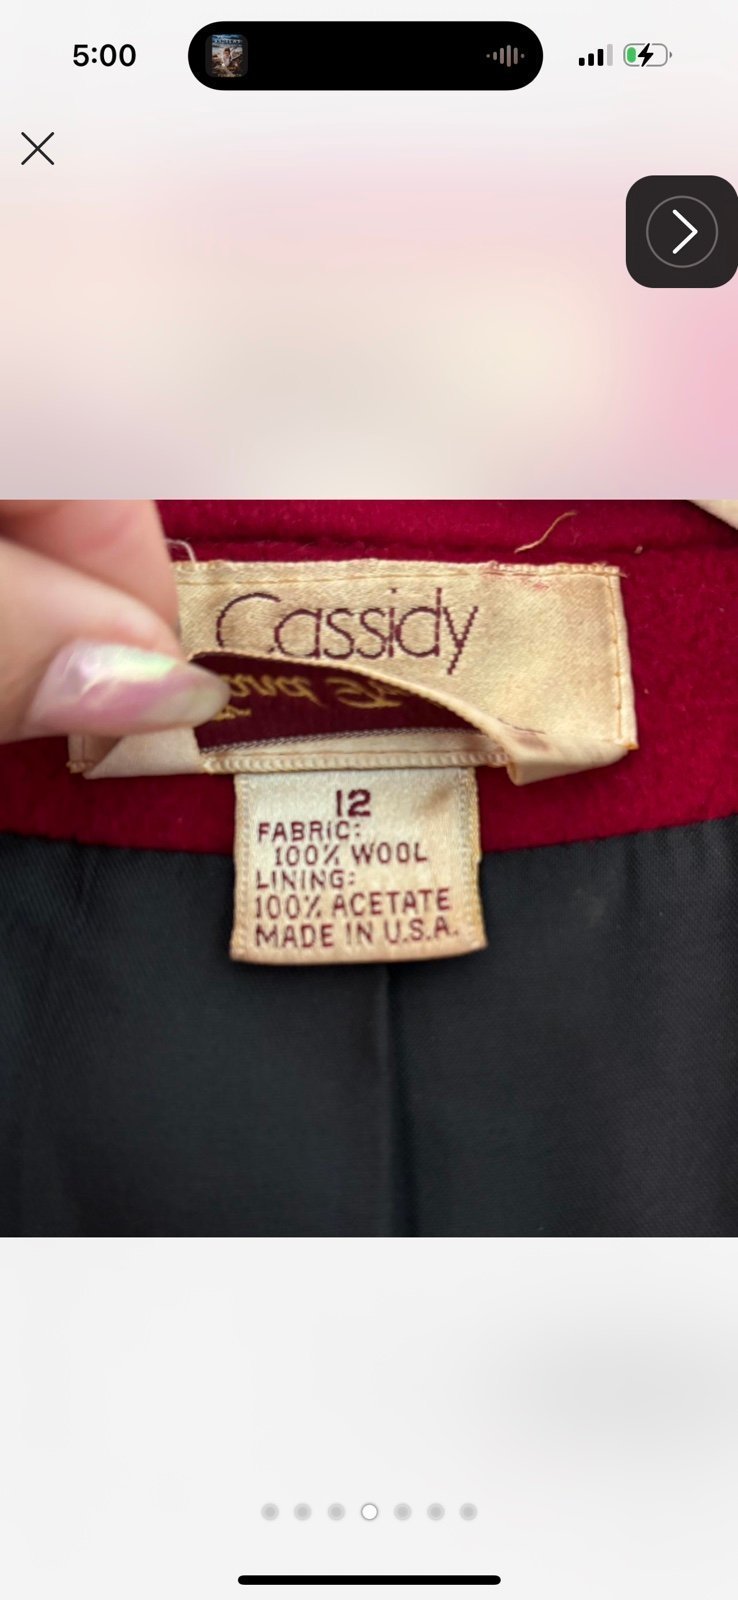 5:00
Cassidy
12
FABRIC:
100% WOOL
LINING:
100% ACETATE
MADE IN U.S.A.